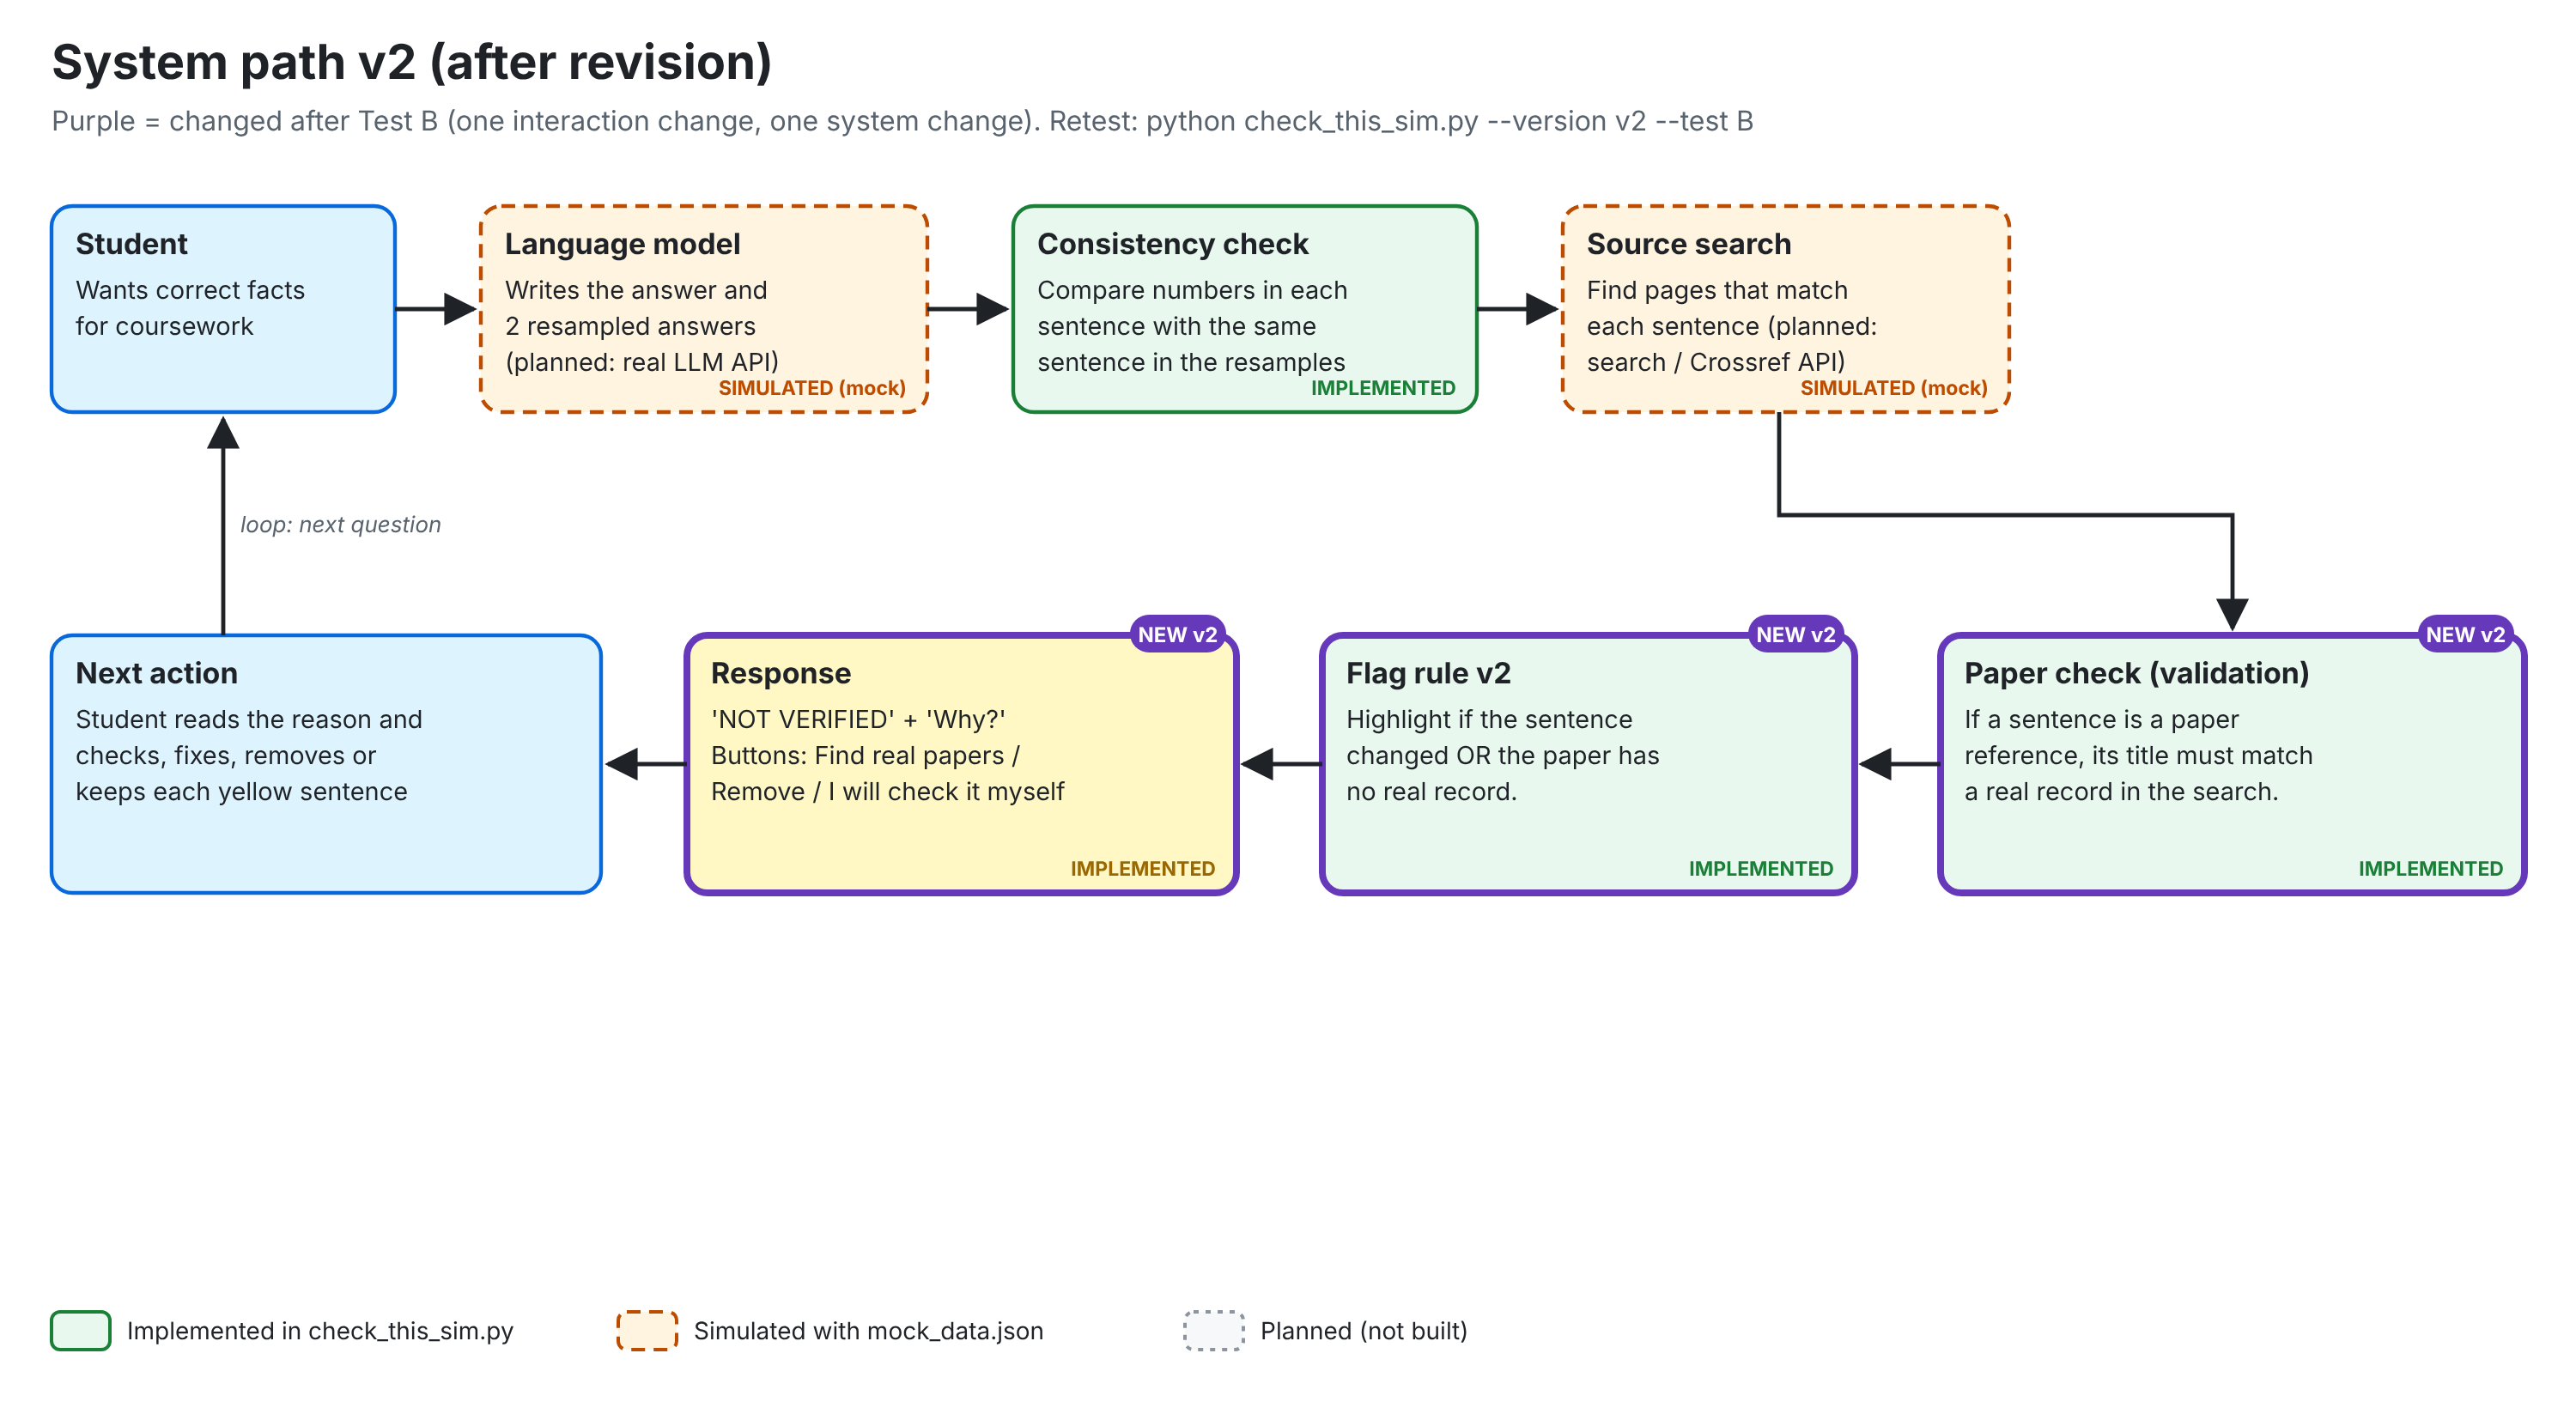 System path v2 (after revision)
Purple = changed after Test B (one interaction change, one system change). Retest: python check_this_sim.py --version v2 --test B
Student
Wants correct facts
for coursework
Language model
Writes the answer and
2 resampled answers
(planned: real LLM API)
SIMULATED (mock)
Consistency check
Compare numbers in each
sentence with the same
sentence in the resamples
IMPLEMENTED
Source search
Find pages that match
each sentence (planned:
search / Crossref API)
SIMULATED (mock)
loop: next question
Next action
Student reads the reason and
checks, fixes, removes or
keeps each yellow sentence
NEW v2
Response
'NOT VERIFIED' + 'Why?'
Buttons: Find real papers /
Remove / I will check it myself
IMPLEMENTED
NEW v2
Flag rule v2
Highlight if the sentence
changed OR the paper has
no real record.
IMPLEMENTED
NEW v2
Paper check (validation)
If a sentence is a paper
reference, its title must match
a real record in the search.
IMPLEMENTED
Implemented in check_this_sim.py
Simulated with mock_data.json
Planned (not built)